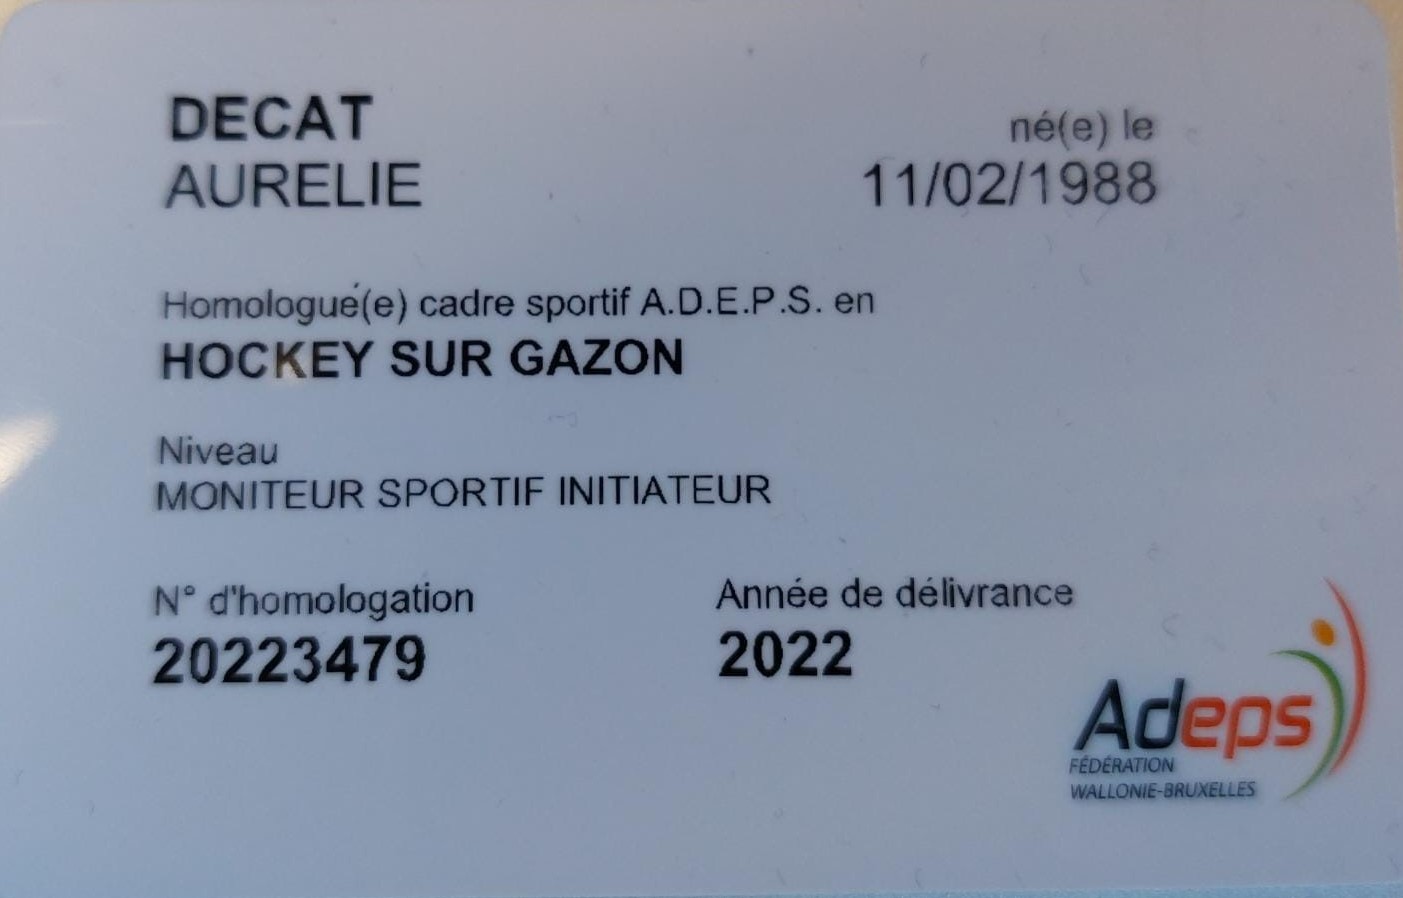 DECAT
né(e) le
AURELIE
11/02/1988
Homologué(e) cadre sportif A.D.E.P.S. en
HOCKEY SUR GAZON
Niveau
MONITEUR SPORTIF INITIATEUR
N° d'homologation
Année de délivrance
20223479
2022
Adeps
FÉDÉRATION
WALLONIE-BRUXELLES